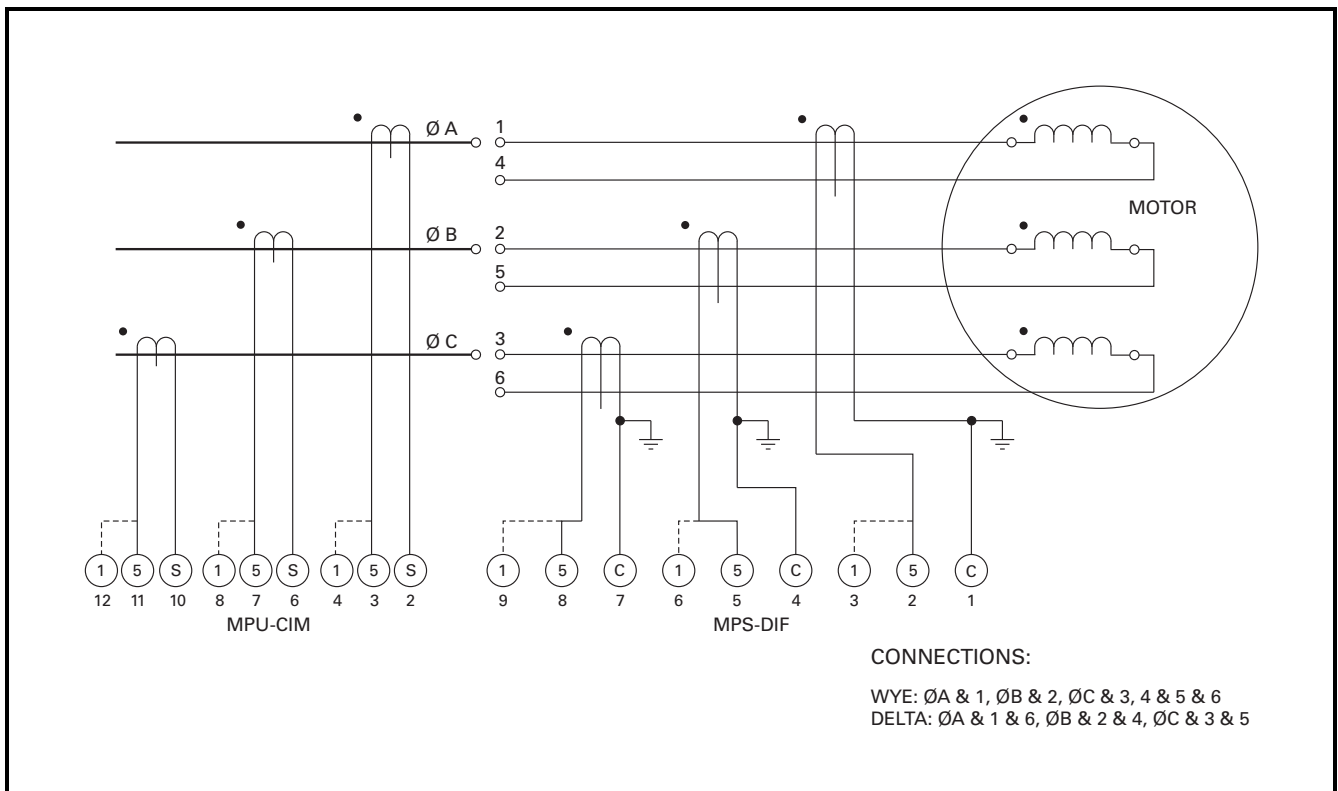 Ø A
1
4
MOTOR
Ø B
2
5
Ø C
3
6
1 5 S 1 5 S 1 5 S 1 5 C 1 5 C 1 5 C
12 11 10 8 7 6 4 3 2 9 8 7 6 5 4 3 2 1
MPU-CIM MPS-DIF
CONNECTIONS:
WYE: ØA & 1, ØB & 2, ØC & 3, 4 & 5 & 6
DELTA: ØA & 1 & 6, ØB & 2 & 4, ØC & 3 & 5